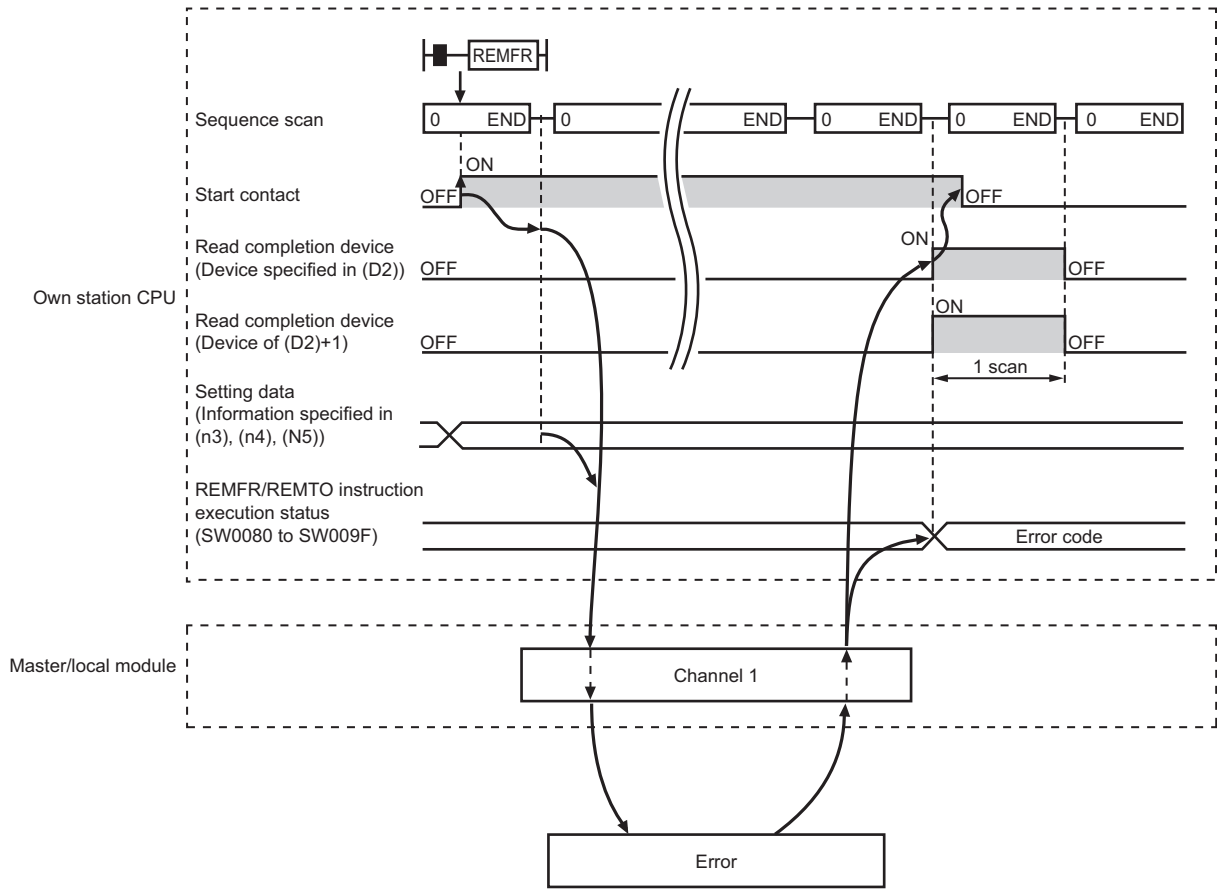 REMFR
Sequence scan
0 END 0 END 0 END 0 END 0 END
ON
Start contact
OFF
OFF
Read completion device
(Device specified in (D2))
OFF
ON
OFF
Own station CPU
Read completion device
(Device of (D2)+1)
OFF
ON
OFF
1 scan
Setting data
(Information specified in
(n3), (n4), (N5))
REMFR/REMTO instruction
execution status
(SW0080 to SW009F)
Error code
Master/local module
Channel 1
Error